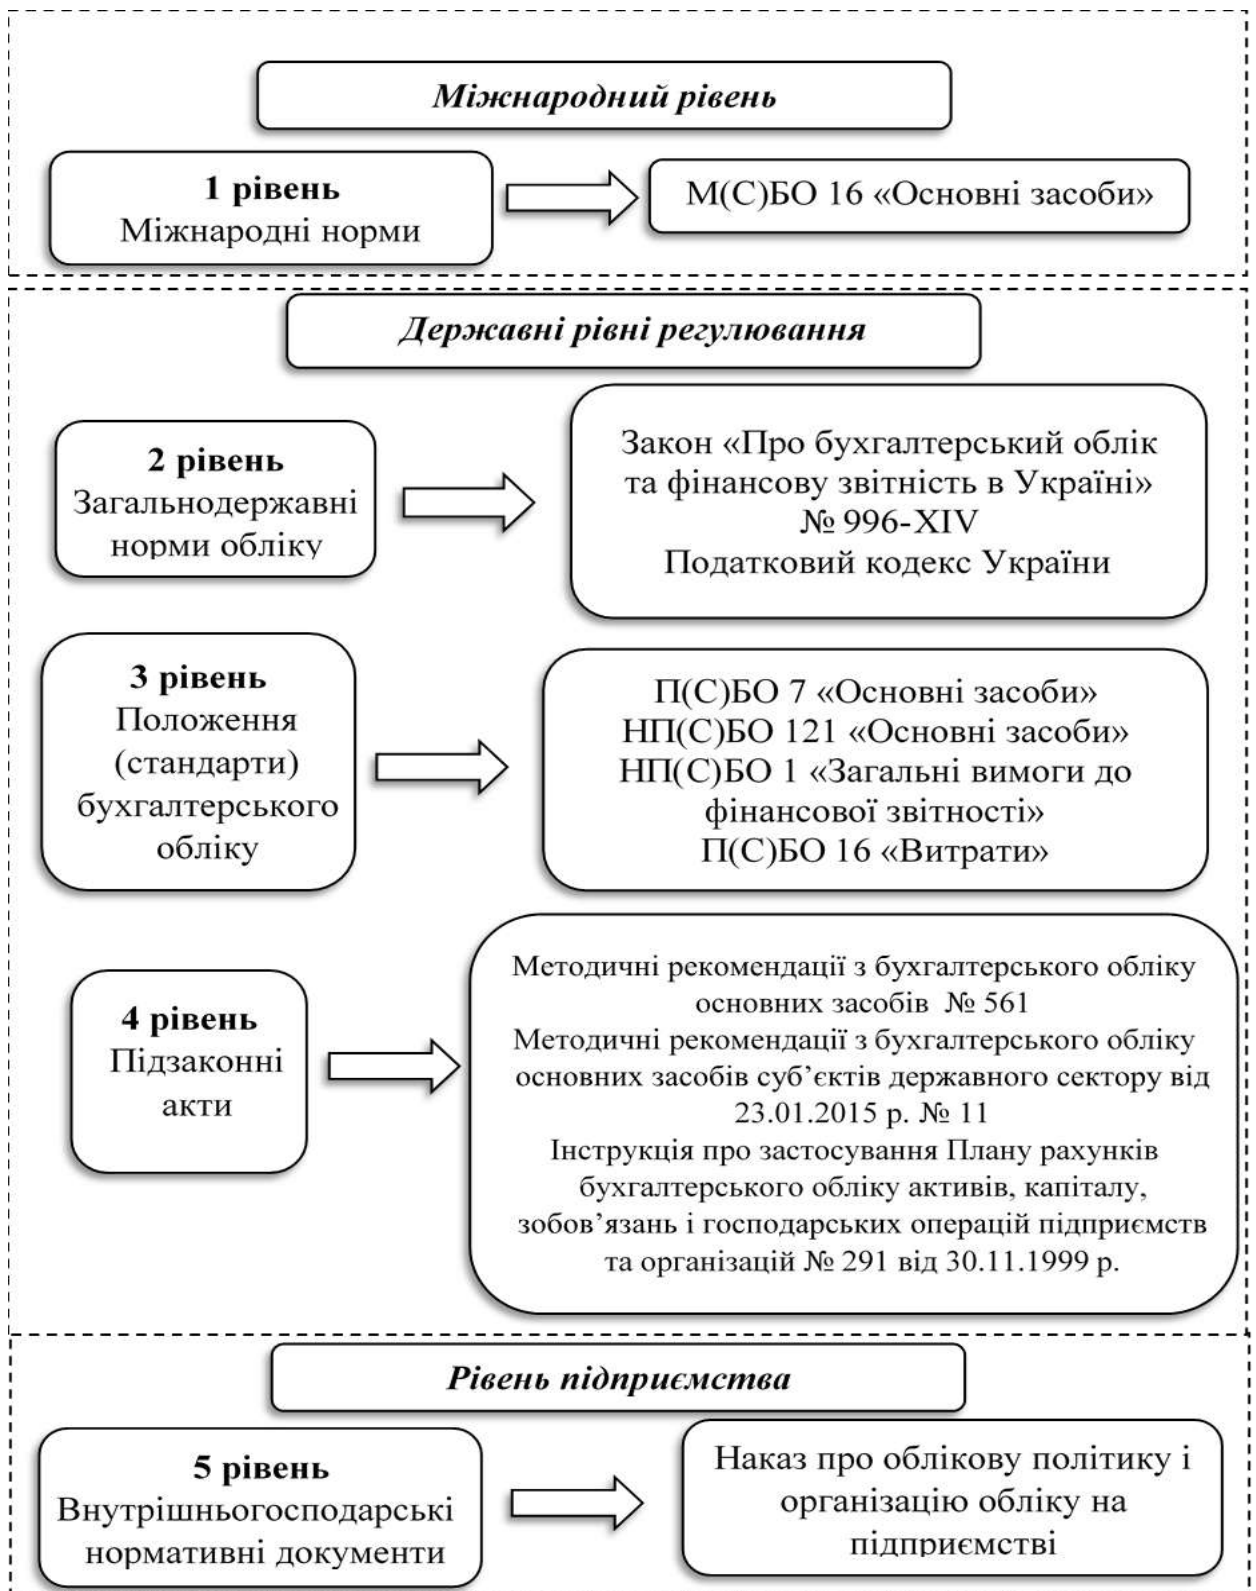 Міжнародний рівень
1 рівень
Міжнародні норми
М(С)БО 16 «Основні засоби»
Державні рівні регулювання
2 рівень
Загальнодержавні
норми обліку
Закон «Про бухгалтерський облік
та фінансову звітність в Україні»
№ 996-XIV
Податковий кодекс України
3 рівень
Положення
(стандарти)
бухгалтерського
обліку
П(С)БО 7 «Основні засоби»
НП(С)БО 121 «Основні засоби»
НП(С)БО 1 «Загальні вимоги до
фінансової звітності»
П(С)БО 16 «Витрати»
4 рівень
Підзаконні
акти
Методичні рекомендації з бухгалтерського обліку
основних засобів № 561
Методичні рекомендації з бухгалтерського обліку
основних засобів суб’єктів державного сектору від
23.01.2015 р. № 11
Інструкція про застосування Плану рахунків
бухгалтерського обліку активів, капіталу,
зобов’язань і господарських операцій підприємств
та організацій № 291 від 30.11.1999 р.
Рівень підприємства
5 рівень
Внутрішньогосподарські
нормативні документи
Наказ про облікову політику і
організацію обліку на
підприємстві